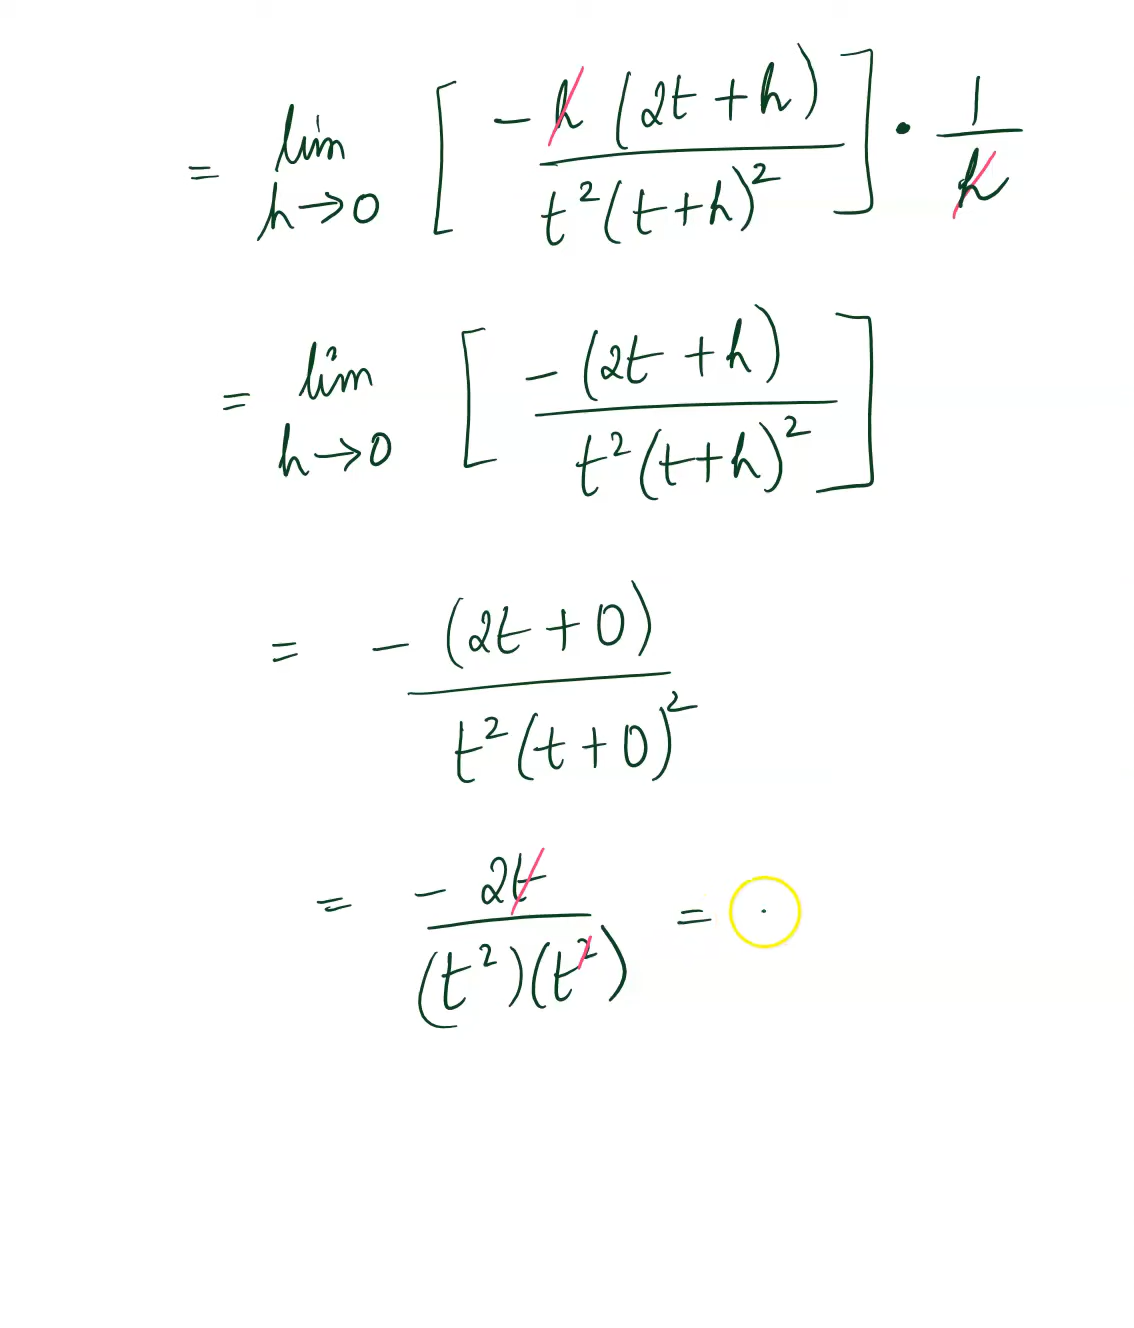 = lim h→0 [ -h (2t + h) / t²(t+h)² ] · 1/h
= lim h→0 [ -(2t + h) / t²(t+h)² ]
= -(2t + 0) / t²(t + 0)²
= -2t / (t²)(t²) =